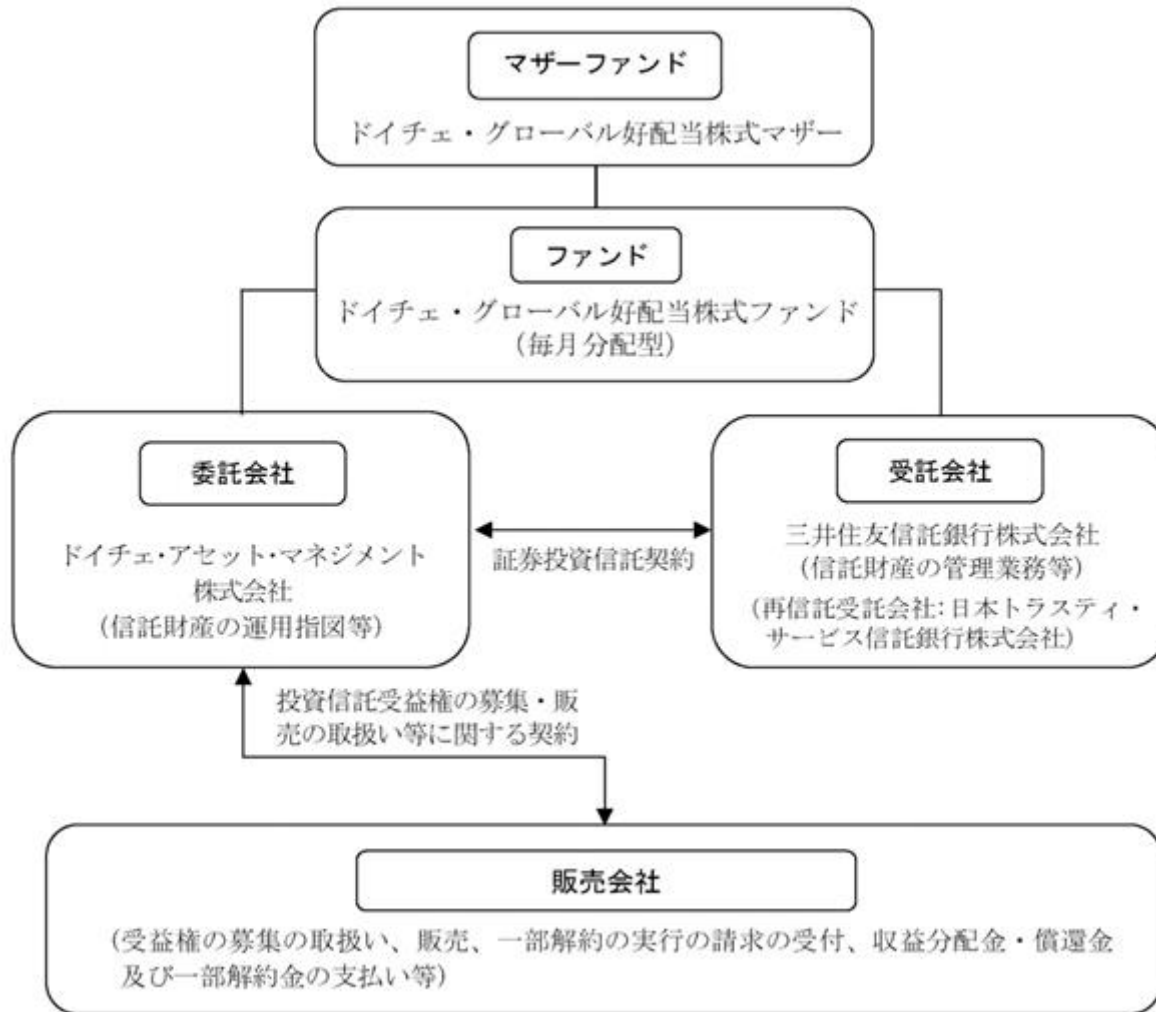 マザーファンド
ドイチェ・グローバル好配当株式マザー
ファンド
ドイチェ・グローバル好配当株式ファンド
（毎月分配型）
委託会社
ドイチェ・アセット・マネジメント
株式会社
（信託財産の運用指図等）
証券投資信託契約
受託会社
三井住友信託銀行株式会社
（信託財産の管理業務等）
（再信託受託会社：日本トラスティ・
サービス信託銀行株式会社）
投資信託受益権の募集・販
売の取扱い等に関する契約
販売会社
（受益権の募集の取扱い、販売、一部解約の実行の請求の受付、収益分配金・償還金
及び一部解約金の支払い等）